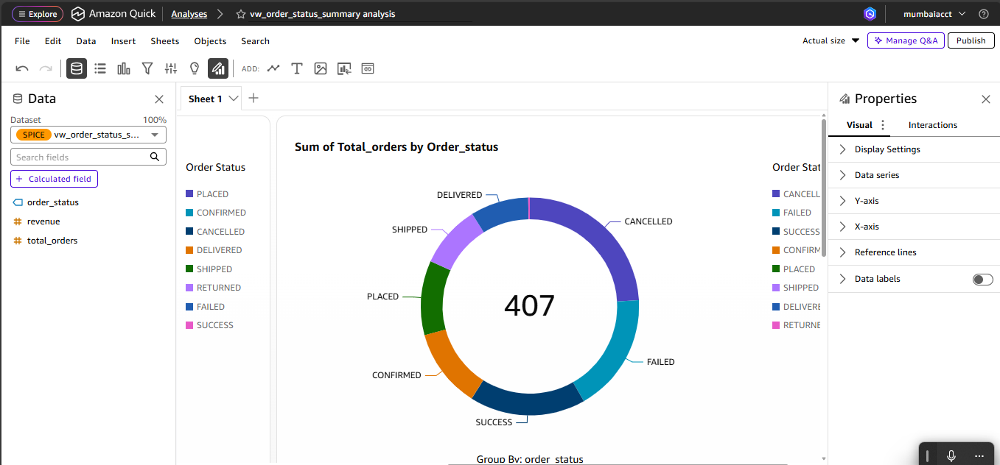 Explore Amazon Quick Analyses vw_order_status_summary analysis mumbaiacct
File Edit Data Insert Sheets Objects Search Actual size Manage Q&A Publish
ADD:
Data
Dataset 100%
SPICE vw_order_status_s...
Search fields
+ Calculated field
order_status
revenue
total_orders
Sheet 1
Order Status
PLACED
CONFIRMED
CANCELLED
DELIVERED
SHIPPED
RETURNED
FAILED
SUCCESS
Sum of Total_orders by Order_status
DELIVERED
CANCELLED
SHIPPED
PLACED
407
FAILED
CONFIRMED
SUCCESS
Group By: order_status
Order Stat
CANCELL
FAILED
SUCCESS
CONFIRM
PLACED
SHIPPED
DELIVERE
RETURNE
Properties
Visual Interactions
Display Settings
Data series
Y-axis
X-axis
Reference lines
Data labels